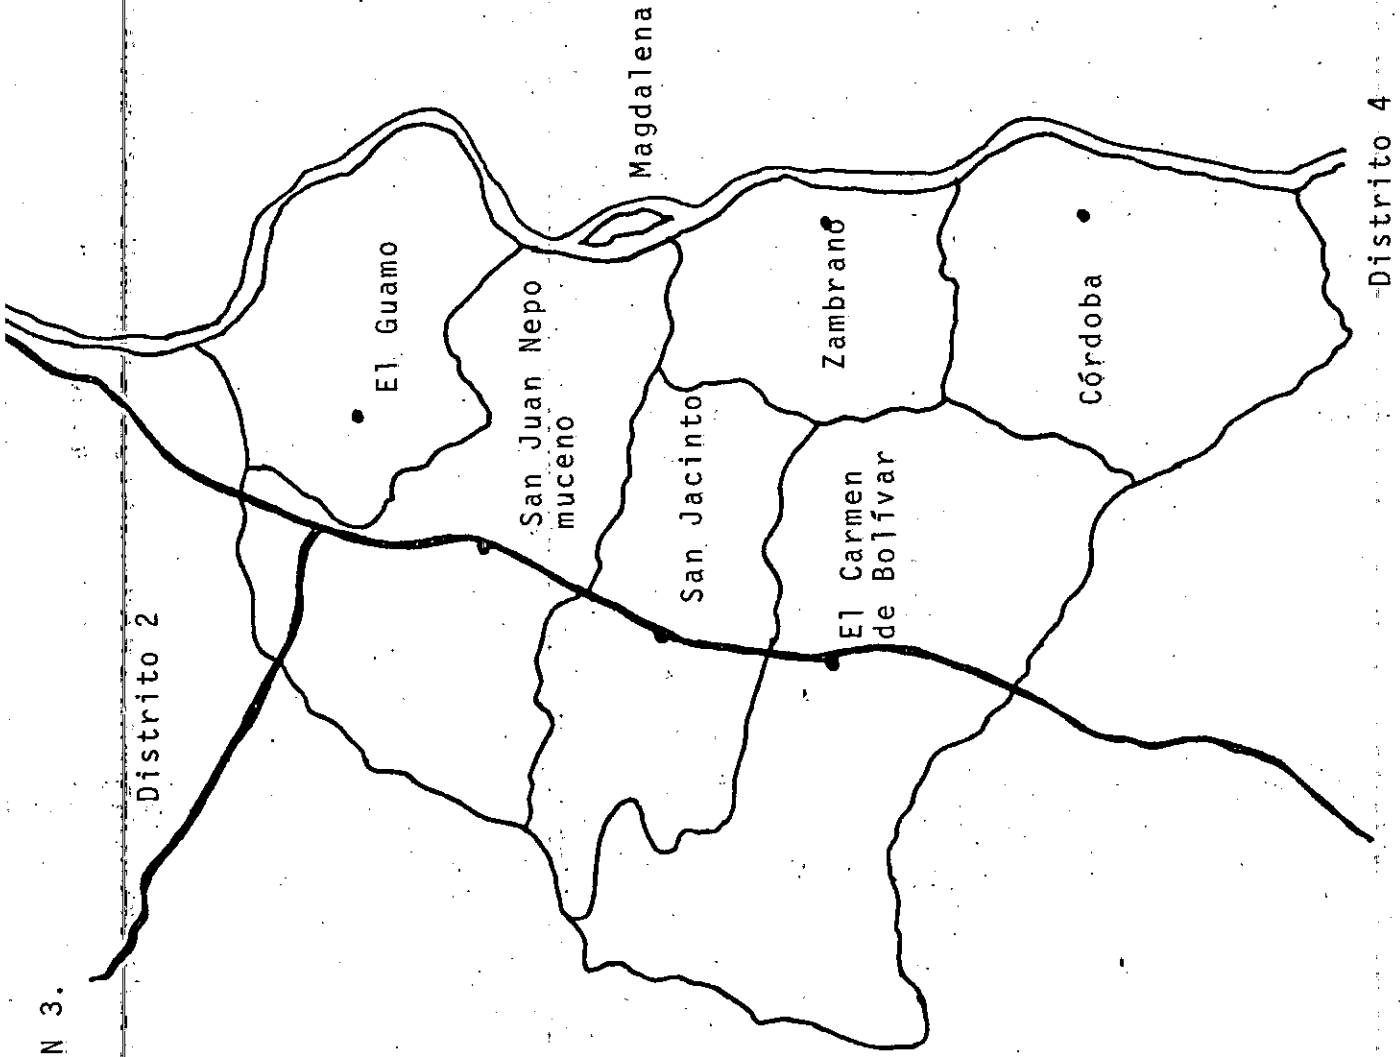 N 3.
Distrito 2
El Guamo
San Juan Nepo
muceno
Magdalena
San Jacinto
Zambrano
El Carmen
de Bolívar
Córdoba
Distrito 4